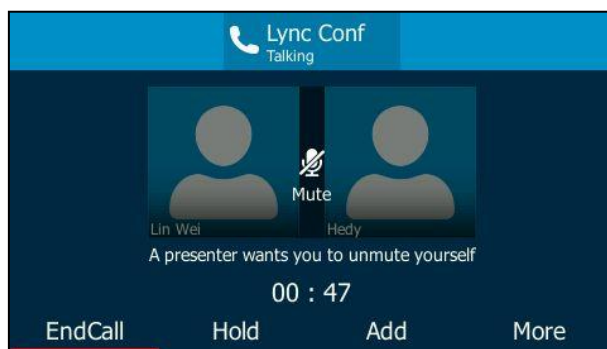 Lync Conf
Talking
Mute
Lin Wei Hedy
A presenter wants you to unmute yourself
00 : 47
EndCall Hold Add More